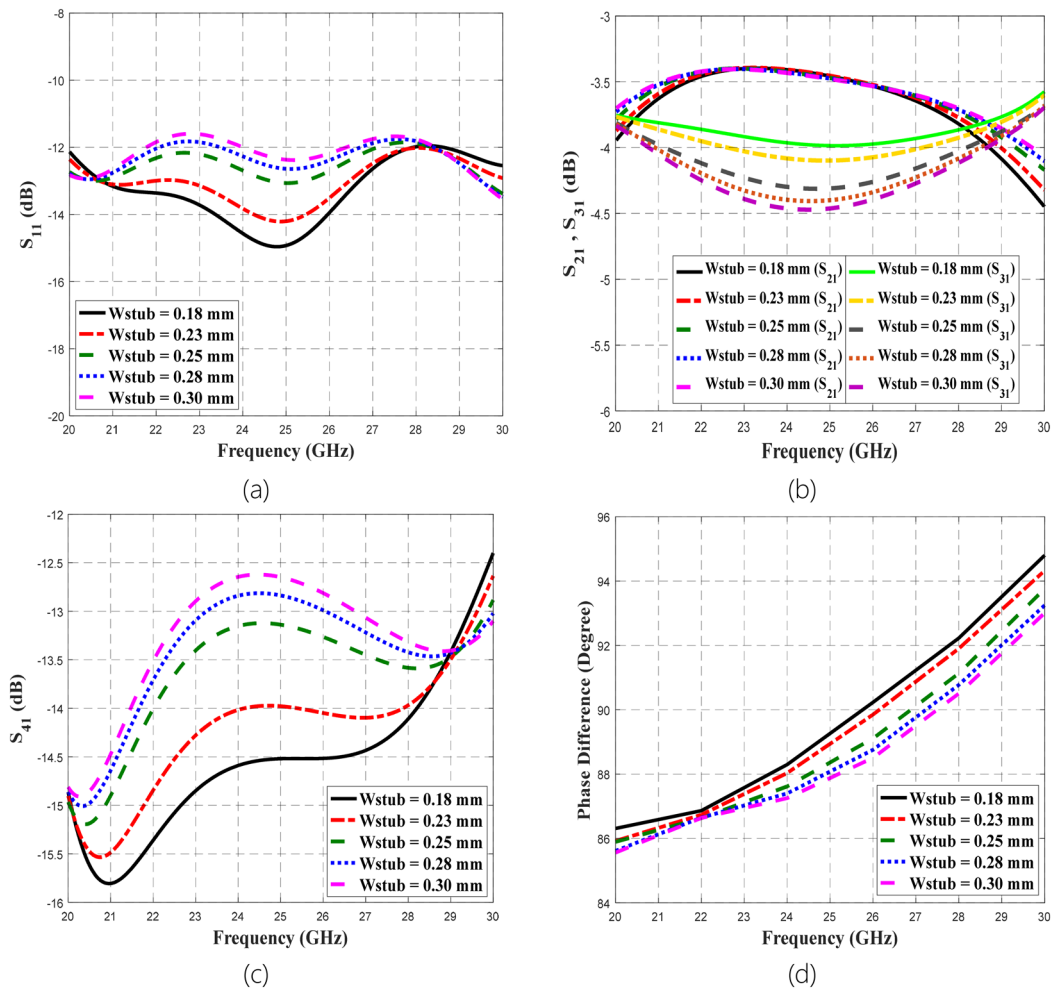 -8
-10
-12
-14
-16
-18
-20
S11 (dB)
Wstub = 0.18 mm
Wstub = 0.23 mm
Wstub = 0.25 mm
Wstub = 0.28 mm
Wstub = 0.30 mm
20 21 22 23 24 25 26 27 28 29 30
Frequency (GHz)
(a)
-3
-3.5
-4
-4.5
-5
-5.5
-6
S21 , S31 (dB)
Wstub = 0.18 mm (S21) Wstub = 0.18 mm (S31)
Wstub = 0.23 mm (S21) Wstub = 0.23 mm (S31)
Wstub = 0.25 mm (S21) Wstub = 0.25 mm (S31)
Wstub = 0.28 mm (S21) Wstub = 0.28 mm (S31)
Wstub = 0.30 mm (S21) Wstub = 0.30 mm (S31)
20 21 22 23 24 25 26 27 28 29 30
Frequency (GHz)
(b)
-12
-12.5
-13
-13.5
-14
-14.5
-15
-15.5
-16
S41 (dB)
Wstub = 0.18 mm
Wstub = 0.23 mm
Wstub = 0.25 mm
Wstub = 0.28 mm
Wstub = 0.30 mm
20 21 22 23 24 25 26 27 28 29 30
Frequency (GHz)
(c)
96
94
92
90
88
86
84
Phase Difference (Degree)
Wstub = 0.18 mm
Wstub = 0.23 mm
Wstub = 0.25 mm
Wstub = 0.28 mm
Wstub = 0.30 mm
20 21 22 23 24 25 26 27 28 29 30
Frequency (GHz)
(d)